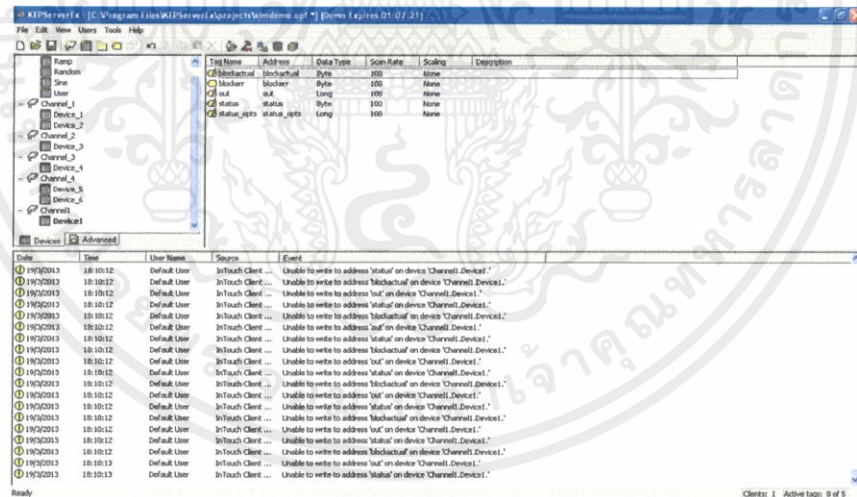 KEPServerEx - [C:\Program Files\KEPServerEx\projects\simdemo.opf *] [Demo Expires 01:07:21]
File Edit View Users Tools Help
Ramp
Random
Sine
User
Channel_1
Device_1
Device_2
Channel_2
Device_3
Channel_3
Device_4
Channel_4
Device_5
Device_6
Channel1
Device1
Devices Advanced
Tag Name Address Data Type Scan Rate Scaling Description
blockactual blockactual Byte 100 None
blockerr blockerr Byte 100 None
out out Long 100 None
status status Byte 100 None
status_opts status_opts Long 100 None
Date Time User Name Source Event
19/3/2013 18:10:12 Default User InTouch Client ... Unable to write to address 'status' on device 'Channel1.Device1.'
19/3/2013 18:10:12 Default User InTouch Client ... Unable to write to address 'blockactual' on device 'Channel1.Device1.'
19/3/2013 18:10:12 Default User InTouch Client ... Unable to write to address 'out' on device 'Channel1.Device1.'
19/3/2013 18:10:12 Default User InTouch Client ... Unable to write to address 'status' on device 'Channel1.Device1.'
19/3/2013 18:10:12 Default User InTouch Client ... Unable to write to address 'blockactual' on device 'Channel1.Device1.'
19/3/2013 18:10:12 Default User InTouch Client ... Unable to write to address 'out' on device 'Channel1.Device1.'
19/3/2013 18:10:12 Default User InTouch Client ... Unable to write to address 'status' on device 'Channel1.Device1.'
19/3/2013 18:10:12 Default User InTouch Client ... Unable to write to address 'blockactual' on device 'Channel1.Device1.'
19/3/2013 18:10:12 Default User InTouch Client ... Unable to write to address 'out' on device 'Channel1.Device1.'
19/3/2013 18:10:12 Default User InTouch Client ... Unable to write to address 'status' on device 'Channel1.Device1.'
19/3/2013 18:10:12 Default User InTouch Client ... Unable to write to address 'blockactual' on device 'Channel1.Device1.'
19/3/2013 18:10:12 Default User InTouch Client ... Unable to write to address 'out' on device 'Channel1.Device1.'
19/3/2013 18:10:12 Default User InTouch Client ... Unable to write to address 'status' on device 'Channel1.Device1.'
19/3/2013 18:10:12 Default User InTouch Client ... Unable to write to address 'blockactual' on device 'Channel1.Device1.'
19/3/2013 18:10:12 Default User InTouch Client ... Unable to write to address 'out' on device 'Channel1.Device1.'
19/3/2013 18:10:12 Default User InTouch Client ... Unable to write to address 'status' on device 'Channel1.Device1.'
19/3/2013 18:10:12 Default User InTouch Client ... Unable to write to address 'blockactual' on device 'Channel1.Device1.'
19/3/2013 18:10:13 Default User InTouch Client ... Unable to write to address 'out' on device 'Channel1.Device1.'
19/3/2013 18:10:13 Default User InTouch Client ... Unable to write to address 'status' on device 'Channel1.Device1.'
Ready
Clients: 1 Active tags: 0 of 5